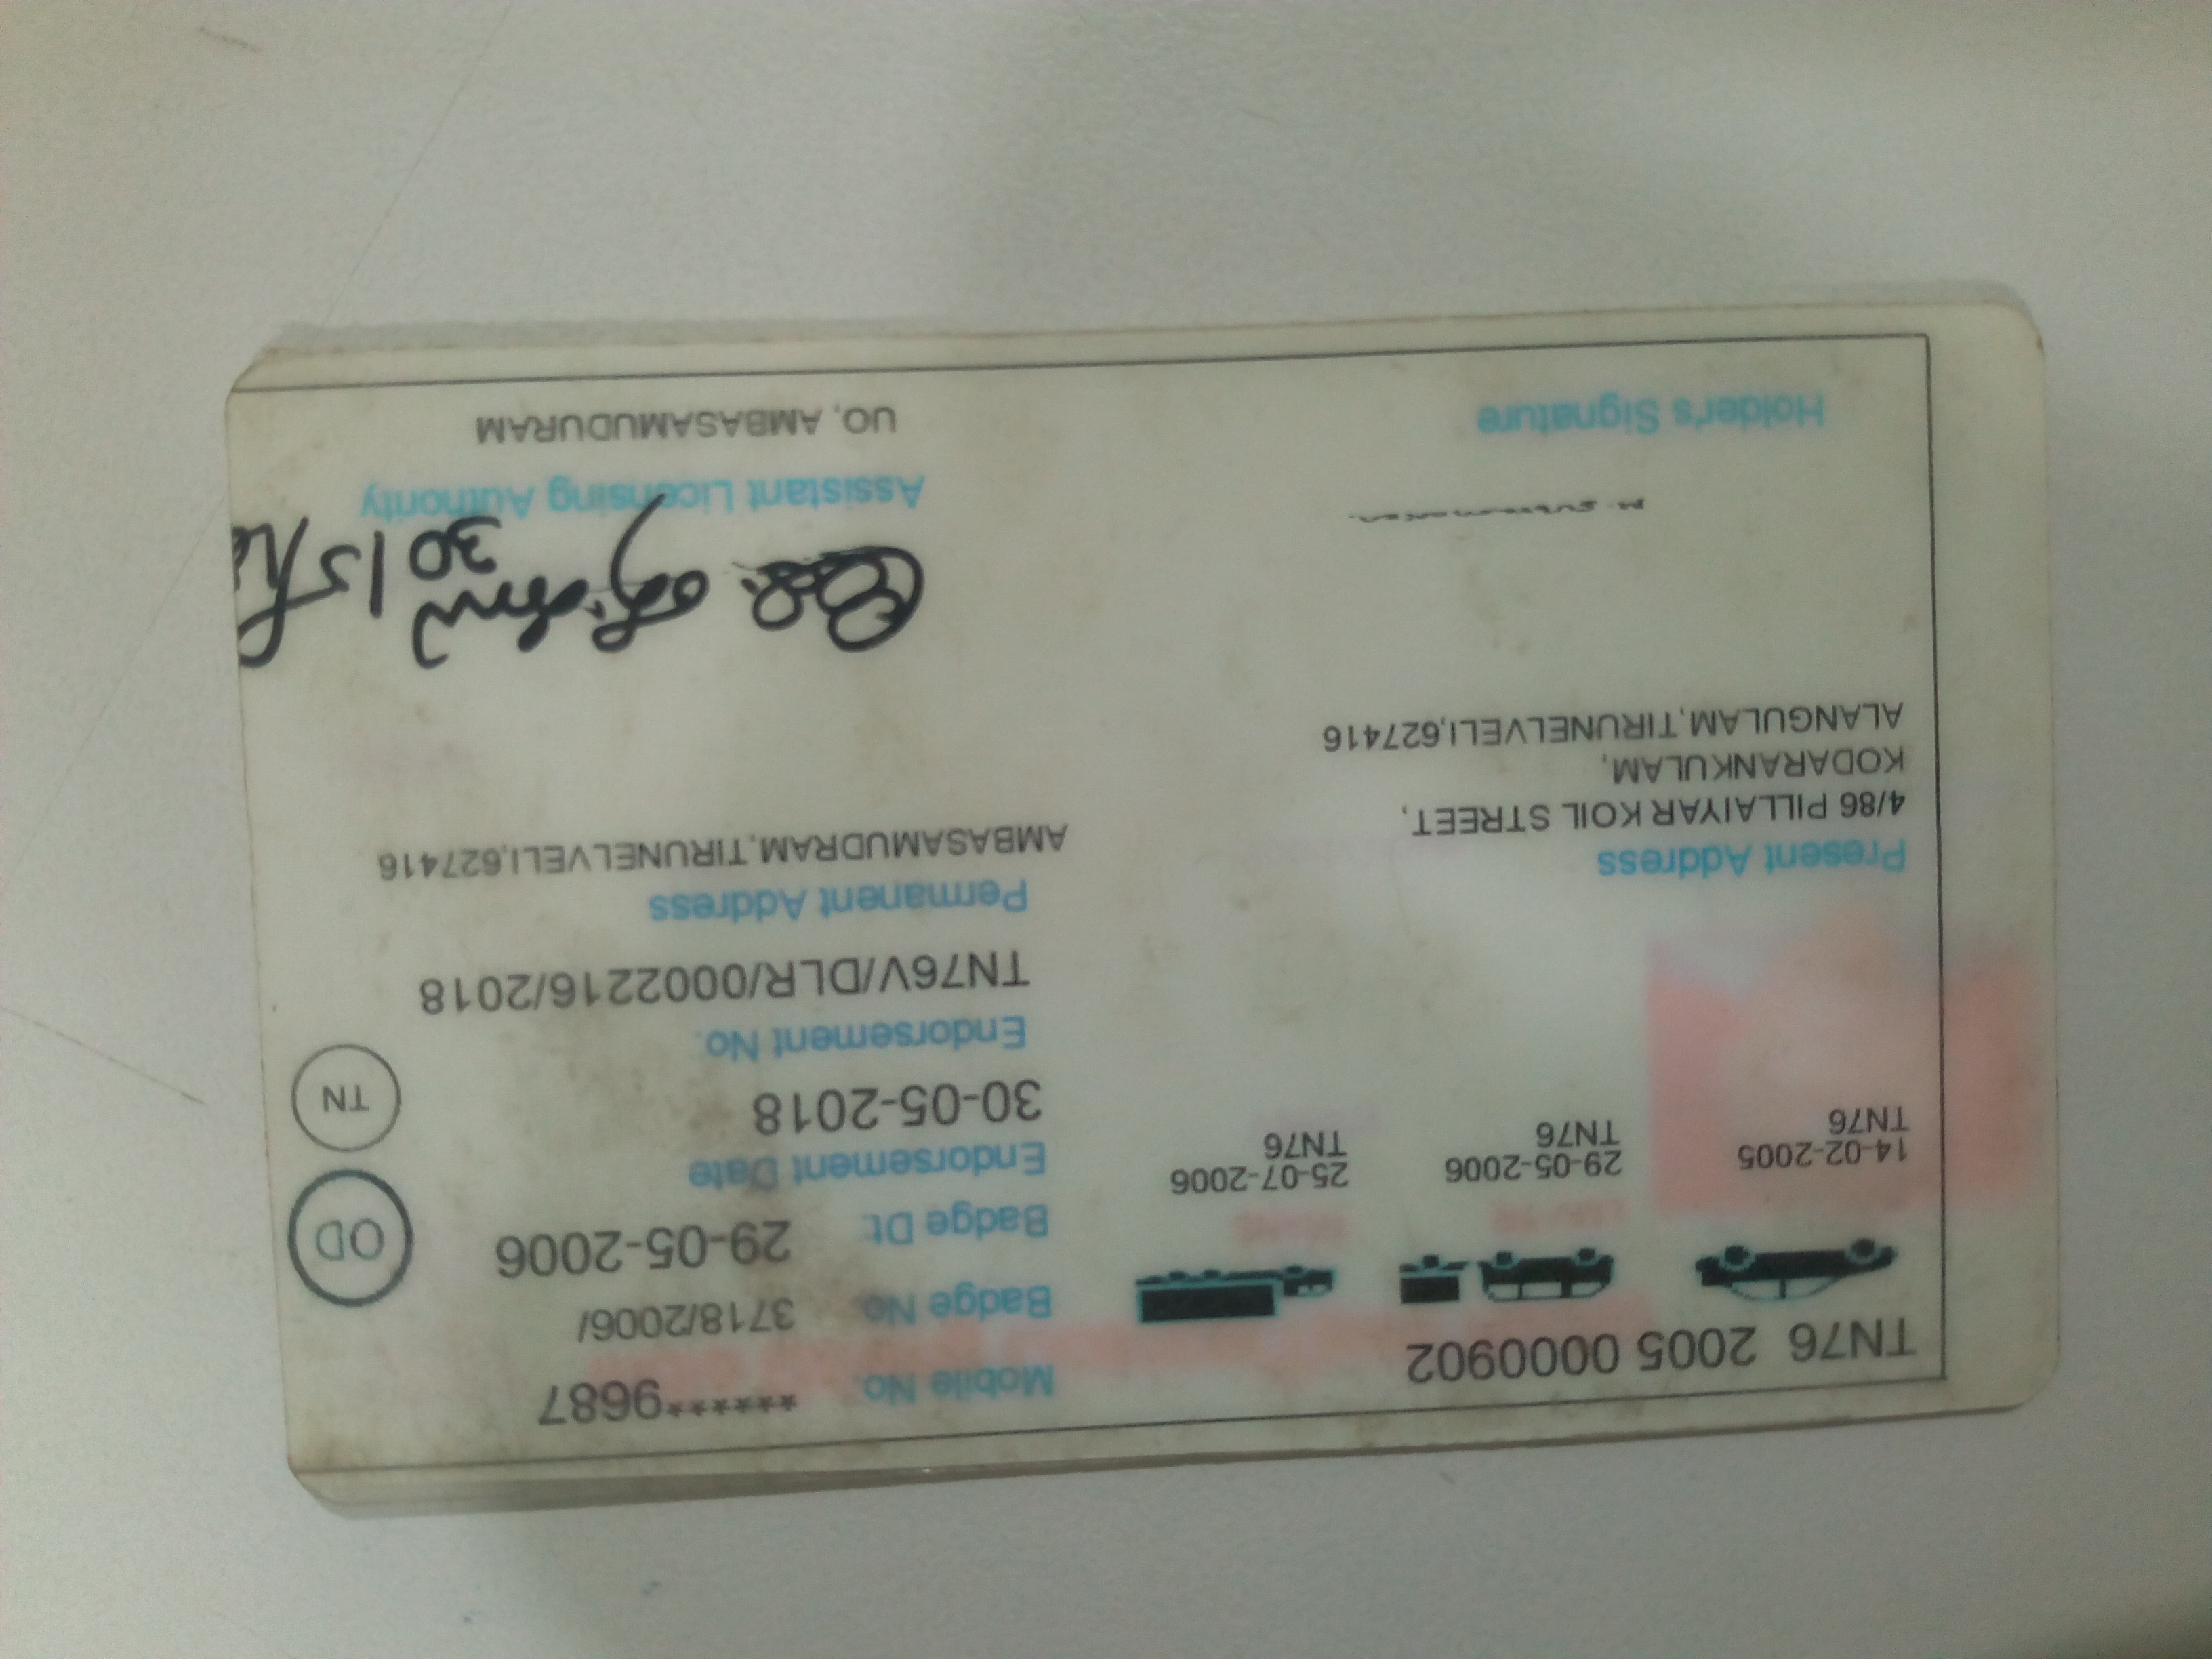 TN76 2005 0000902
Mobile No. ******9687
Badge No. 3718/2006/
Badge Dt. 29-05-2006
Endorsement Date
30-05-2018
Endorsement No.
TN76V/DLR/0002216/2018
OD
TN
14-02-2005
TN76
29-05-2006
TN76
25-07-2006
TN76
Present Address
4/86 PILLAIYAR KOIL STREET,
KODARANKULAM,
ALANGULAM,TIRUNELVELI,627416
Permanent Address
AMBASAMUDRAM,TIRUNELVELI,627416
30/5/
Holder's Signature
Assistant Licensing Authority
UO, AMBASAMUDURAM